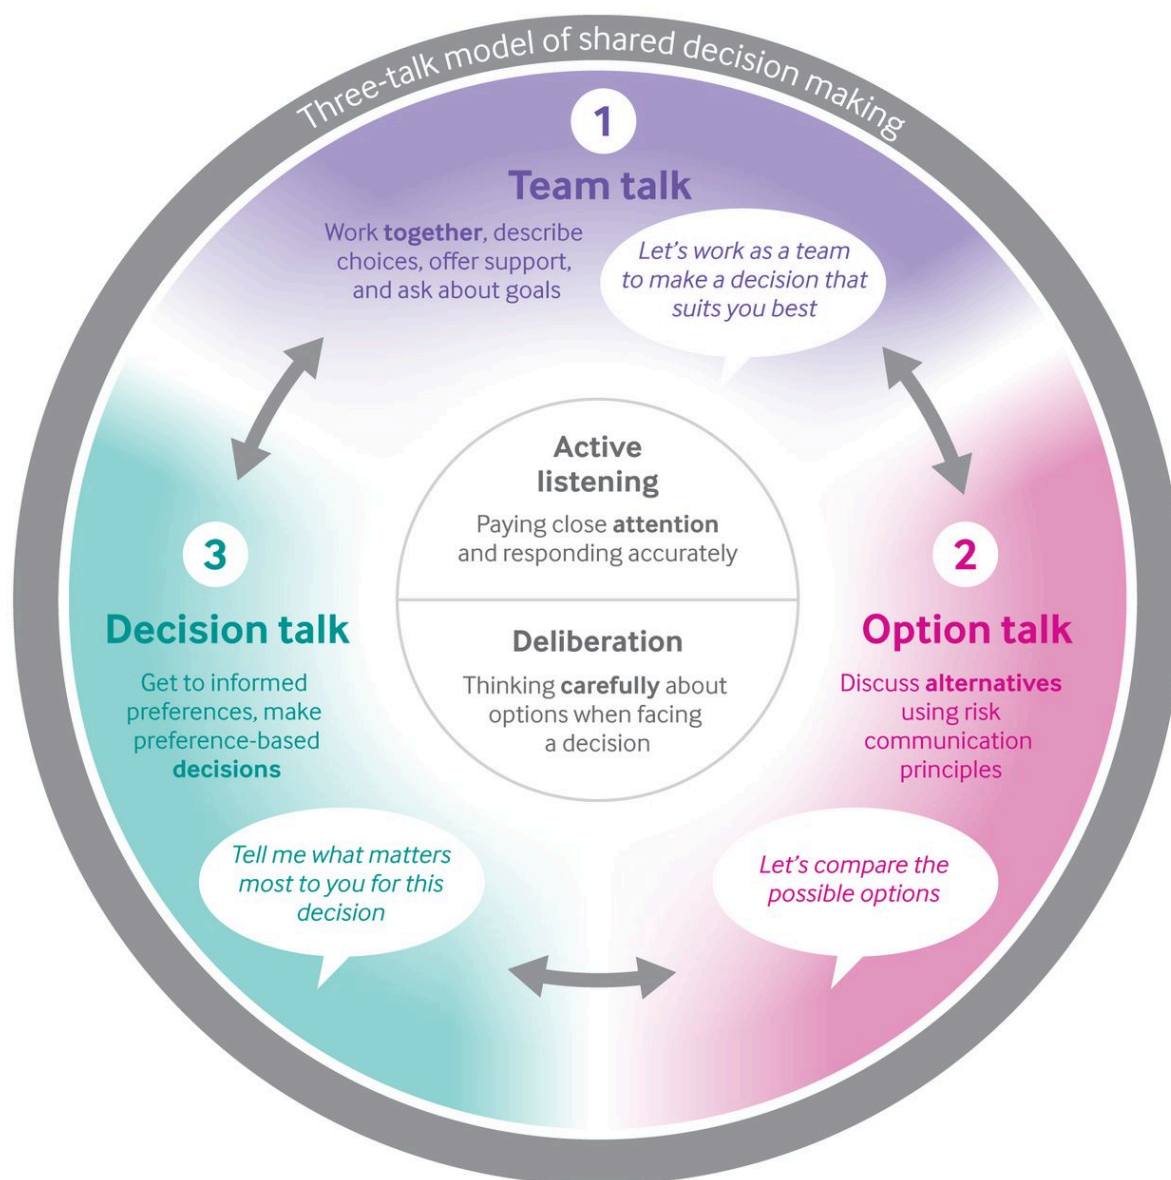 Three-talk model of shared decision making
1
Team talk
Work together, describe
choices, offer support,
and ask about goals
Let's work as a team
to make a decision that
suits you best
Active
listening
Paying close attention
and responding accurately
Deliberation
Thinking carefully about
options when facing
a decision
2
Option talk
Discuss alternatives
using risk
communication
principles
Let's compare the
possible options
3
Decision talk
Get to informed
preferences, make
preference-based
decisions
Tell me what matters
most to you for this
decision